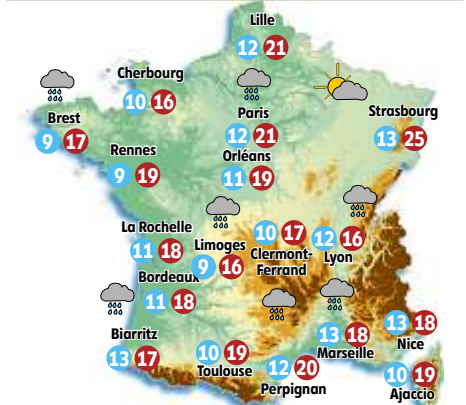 Lille
12 21
Cherbourg
10 16
Brest
9 17
Paris
12 21
Strasbourg
13 25
Rennes
9 19
Orléans
11 19
La Rochelle
11 18
Limoges
9 16
10 17
Clermont-
Ferrand
12 16
Lyon
Bordeaux
11 18
Biarritz
13 17
10 19
Toulouse
12 20
Perpignan
13 18
Marseille
13 18
Nice
10 19
Ajaccio